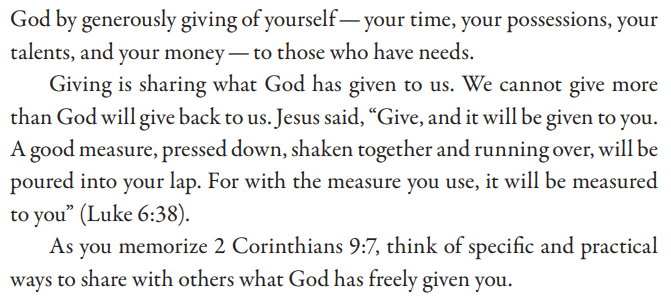 God by generously giving of yourself — your time, your possessions, your
talents, and your money — to those who have needs.
Giving is sharing what God has given to us. We cannot give more
than God will give back to us. Jesus said, “Give, and it will be given to you.
A good measure, pressed down, shaken together and running over, will be
poured into your lap. For with the measure you use, it will be measured
to you” (Luke 6:38).
As you memorize 2 Corinthians 9:7, think of specific and practical
ways to share with others what God has freely given you.